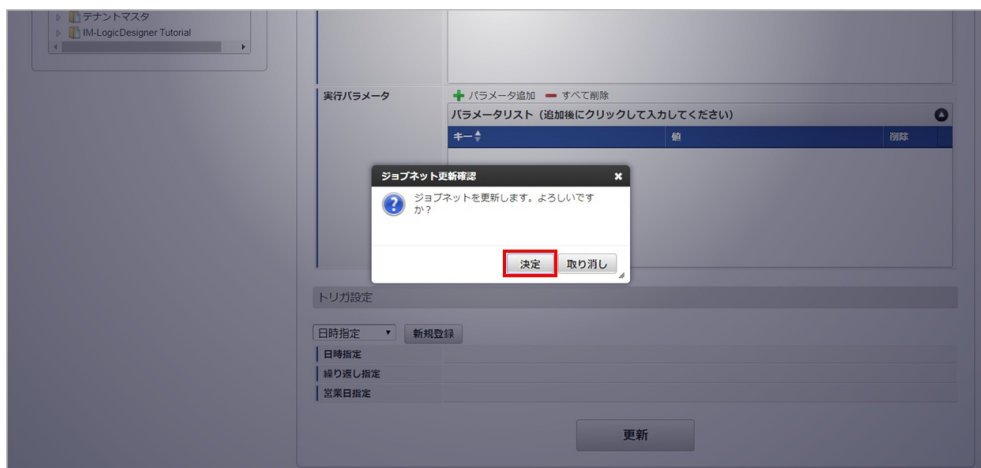 テナントマスタ
IM-LogicDesigner Tutorial
実行パラメータ
パラメータ追加 すべて削除
パラメータリスト（追加後にクリックして入力してください）
キー 値 削除
ジョブネット更新確認
ジョブネットを更新します。よろしいです
か？
決定 取り消し
トリガ設定
日時指定 新規登録
日時指定
繰り返し指定
営業日指定
更新